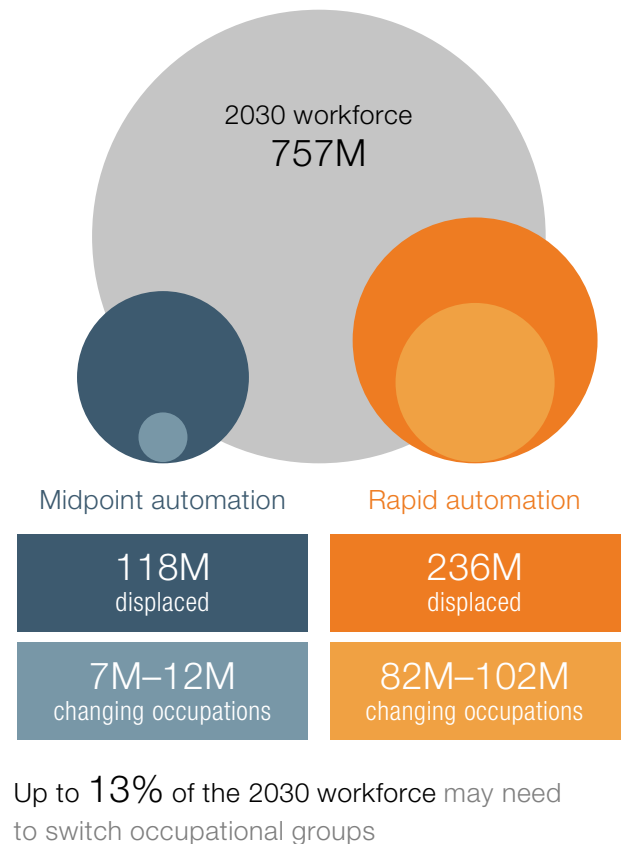 2030 workforce
757M
Midpoint automation
Rapid automation
118M
displaced
236M
displaced
7M–12M
changing occupations
82M–102M
changing occupations
Up to 13% of the 2030 workforce may need
to switch occupational groups